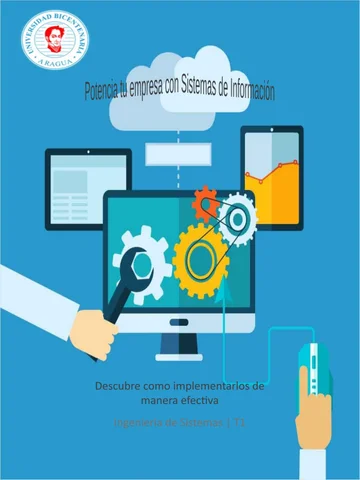 UNIVERSIDAD BICENTENARIA
ARAGUA
Potencia tu empresa con Sistemas de Información
Descubre como implementarlos de
manera efectiva
Ingeniería de Sistemas | T1